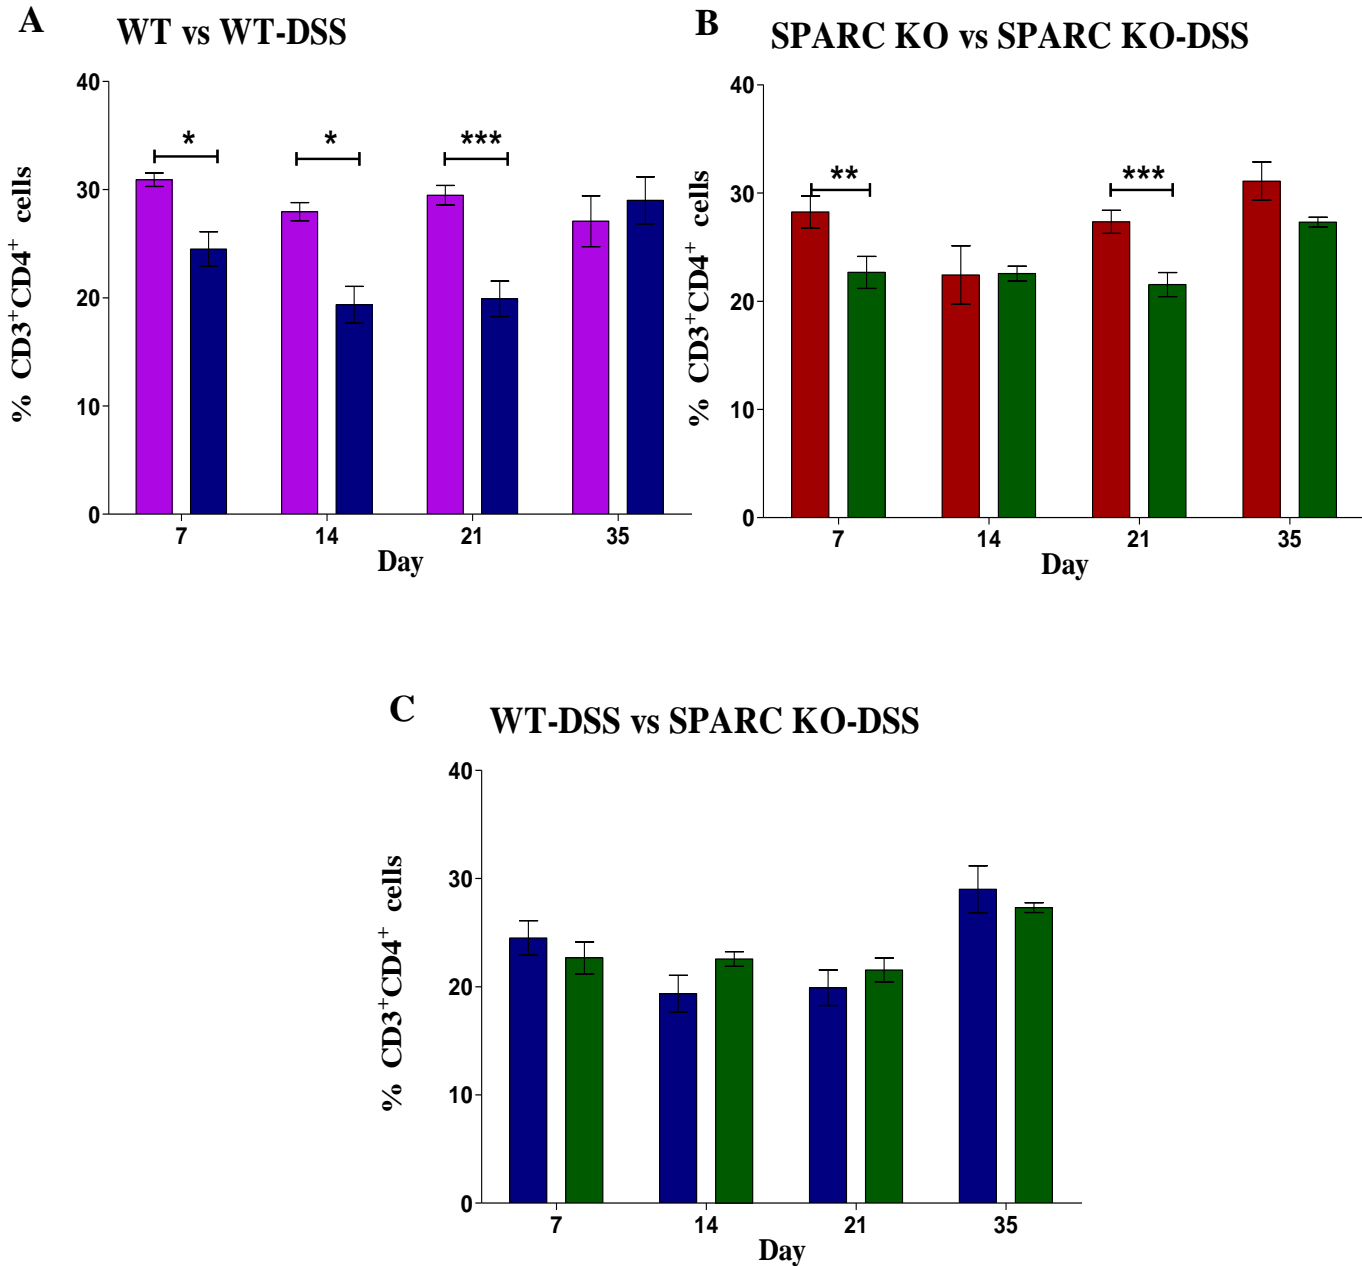 A
WT vs WT-DSS
% CD3+CD4+ cells
40
30
20
10
0
* * ***
7 14 21 35
Day
B
SPARC KO vs SPARC KO-DSS
% CD3+CD4+ cells
40
30
20
10
0
** ***
7 14 21 35
Day
C
WT-DSS vs SPARC KO-DSS
% CD3+CD4+ cells
40
30
20
10
0
7 14 21 35
Day